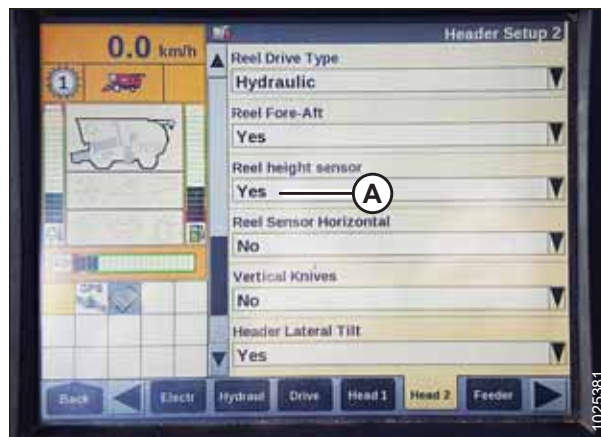 0.0 km/h
Header Setup 2
1
Reel Drive Type
Hydraulic
Reel Fore-Aft
Yes
Reel height sensor
Yes
A
Reel Sensor Horizontal
No
Vertical Knives
No
Header Lateral Tilt
Yes
Back
Electr
Hydraul
Drive
Head 1
Head 2
Feeder
1025381